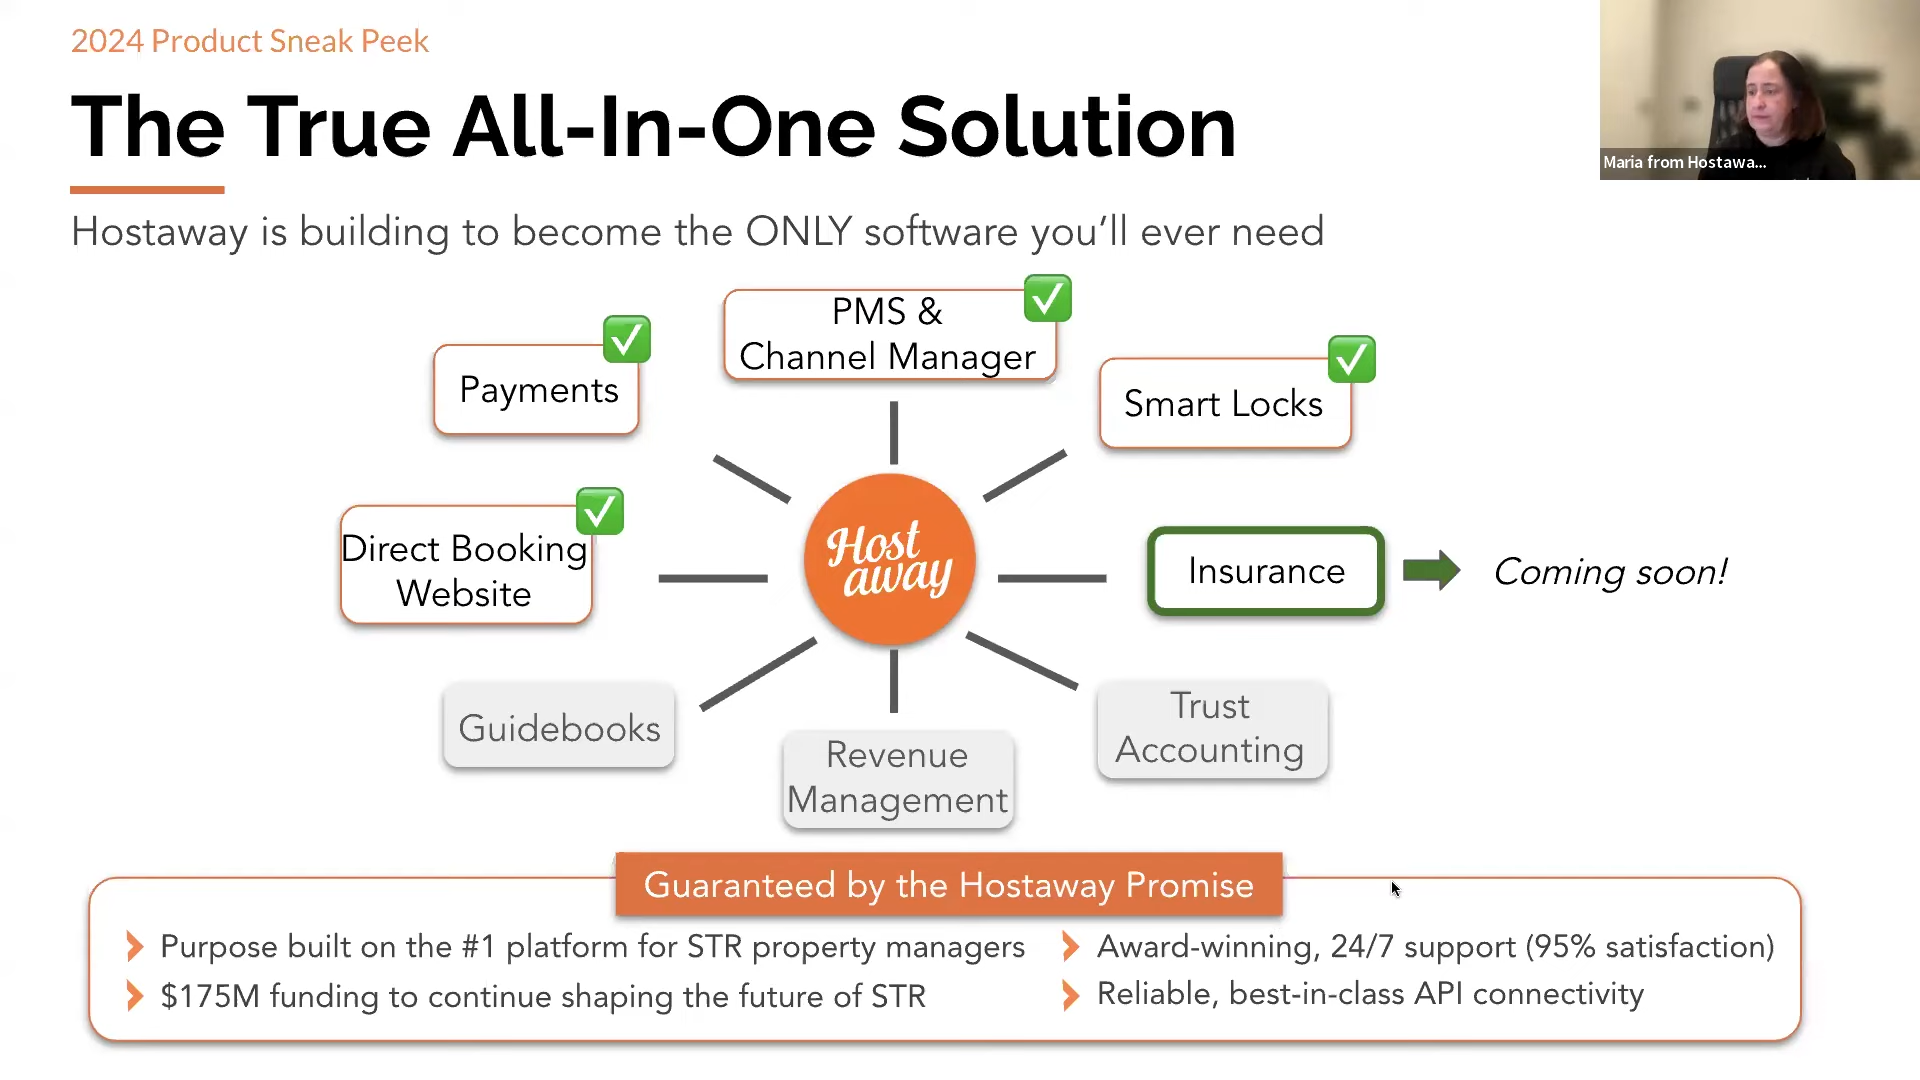 2024 Product Sneak Peek
The True All-In-One Solution
Hostaway is building to become the ONLY software you’ll ever need
Maria from Hostawa...
PMS &
Channel Manager
Payments
Smart Locks
Direct Booking
Website
Host
away
Insurance
Coming soon!
Guidebooks
Revenue
Management
Trust
Accounting
Guaranteed by the Hostaway Promise
Purpose built on the #1 platform for STR property managers
$175M funding to continue shaping the future of STR
Award-winning, 24/7 support (95% satisfaction)
Reliable, best-in-class API connectivity